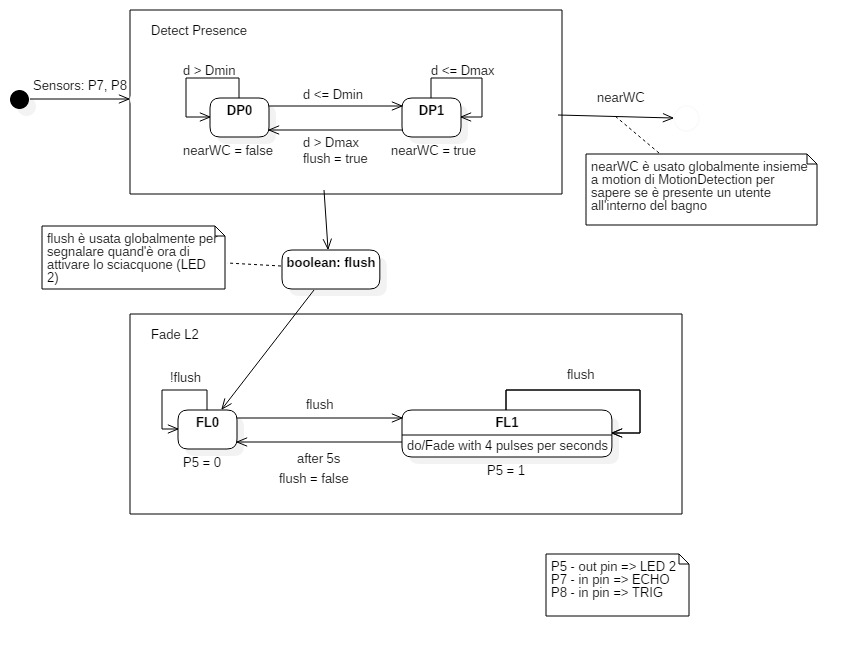 Detect Presence
Sensors: P7, P8
d > Dmin
d <= Dmin
d <= Dmax
DP0
DP1
nearWC = false
d > Dmax
flush = true
nearWC = true
nearWC
nearWC è usato globalmente insieme
a motion di MotionDetection per
sapere se è presente un utente
all'interno del bagno
flush è usata globalmente per
segnalare quand'è ora di
attivare lo sciacquone (LED
2)
boolean: flush
Fade L2
!flush
flush
flush
FL0
FL1
do/Fade with 4 pulses per seconds
P5 = 0
after 5s
flush = false
P5 = 1
P5 - out pin => LED 2
P7 - in pin => ECHO
P8 - in pin => TRIG